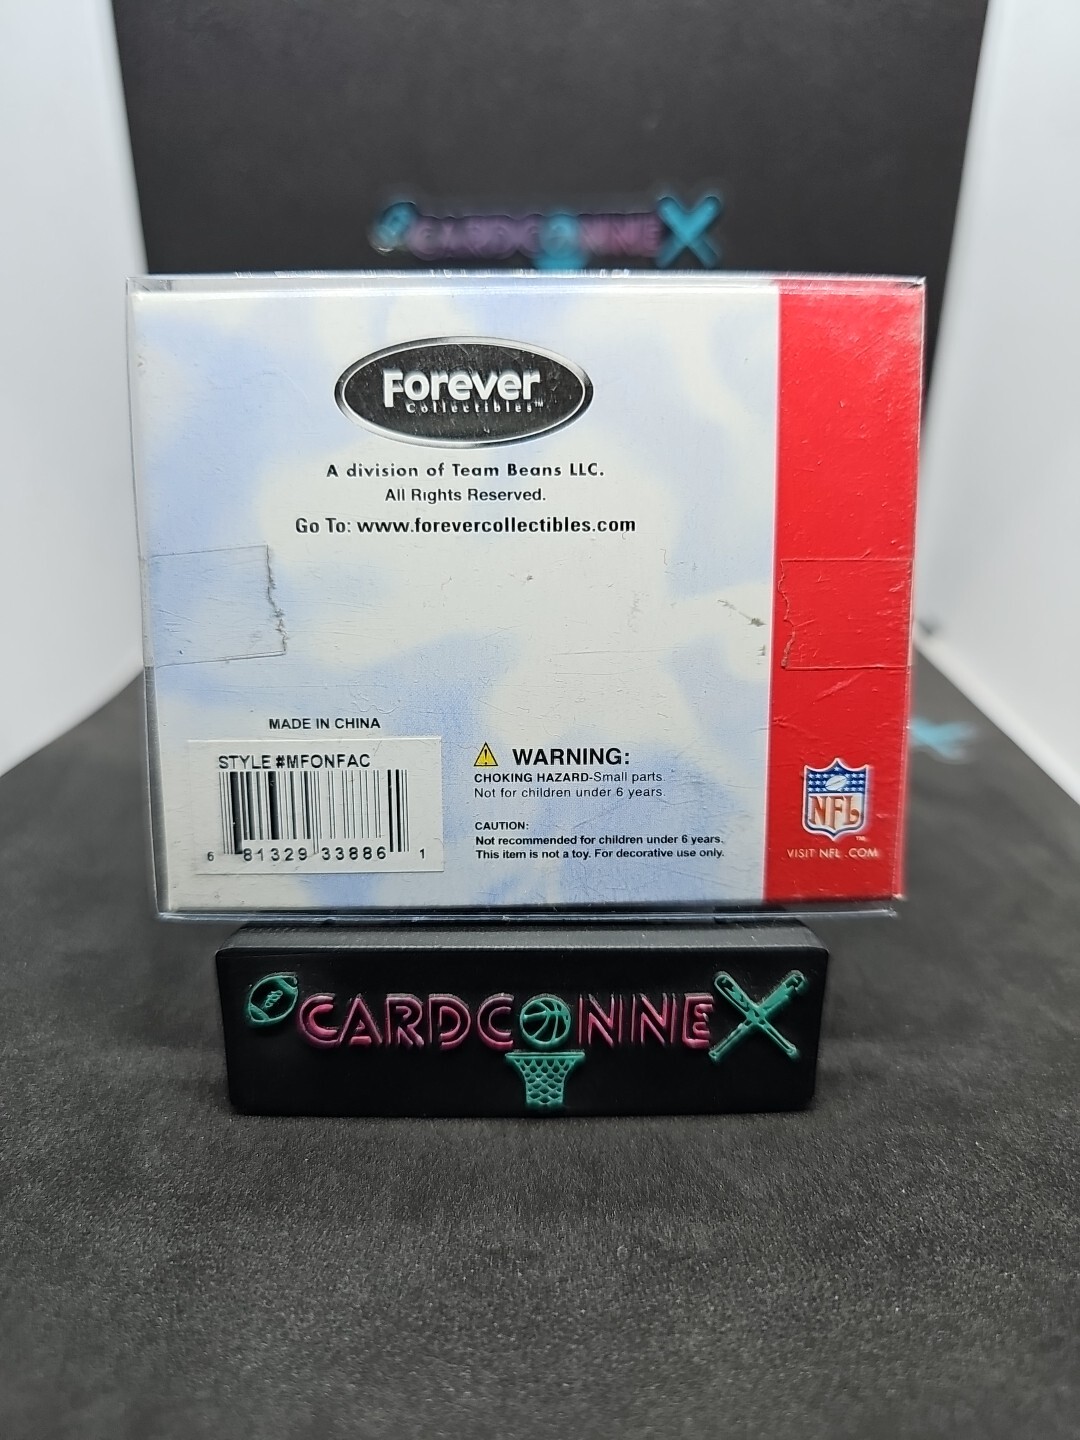 CARDCONNEX
Forever
Collectibles™
A division of Team Beans LLC.
All Rights Reserved.
Go To: www.forevercollectibles.com
MADE IN CHINA
STYLE #MFONFAC
6 81329 33886 1
WARNING:
CHOKING HAZARD-Small parts.
Not for children under 6 years.
CAUTION:
Not recommended for children under 6 years.
This item is not a toy. For decorative use only.
NFL™
VISIT NFL.COM
CARDCONNEX